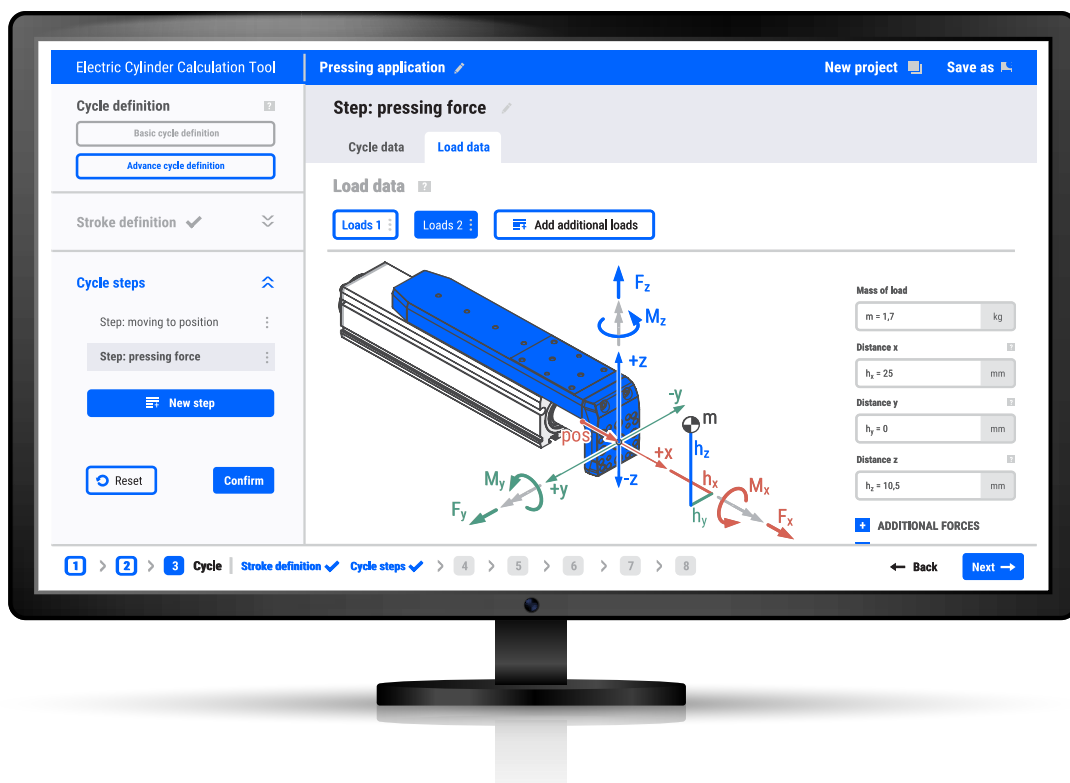 Electric Cylinder Calculation Tool
Pressing application
New project
Save as
Cycle definition ?
Basic cycle definition
Advance cycle definition
Stroke definition
Cycle steps
Step: moving to position
Step: pressing force
New step
Reset
Confirm
Step: pressing force
Cycle data
Load data
Load data ?
Loads 1
Loads 2
Add additional loads
Fz
Mz
+z
-y
m
pos
+x
hz
-z
hx
My
+y
Mx
Fy
hy
Fx
Mass of load
m = 1,7 kg
Distance x ?
hx = 25 mm
Distance y ?
hy = 0 mm
Distance z ?
hz = 10,5 mm
+ ADDITIONAL FORCES
1 > 2 > 3 Cycle | Stroke definition Cycle steps > 4 > 5 > 6 > 7 > 8
Back
Next